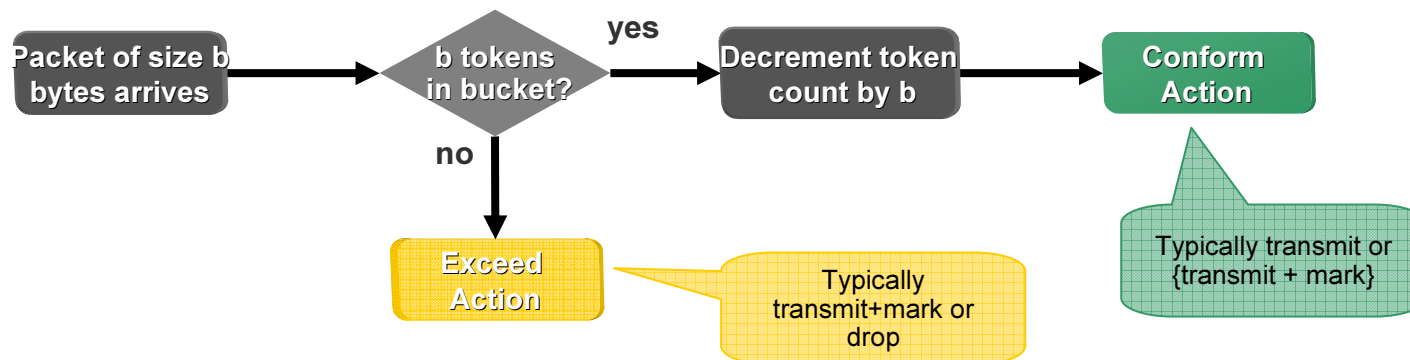 Packet of size b
bytes arrives
b tokens
in bucket?
yes
Decrement token
count by b
Conform
Action
no
Exceed
Action
Typically
transmit+mark or
drop
Typically transmit or
{transmit + mark}